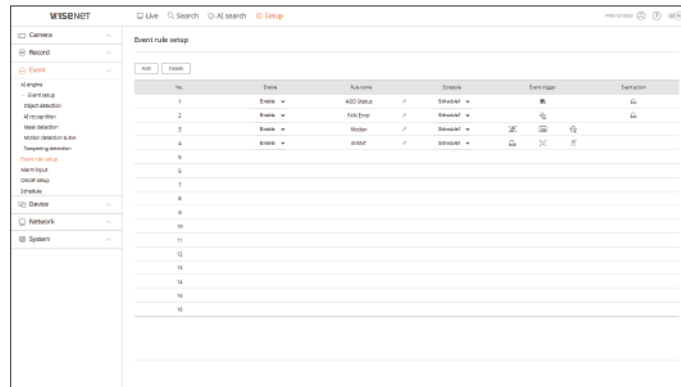 WISENET
Live Search AI search Setup
Camera
Record
Event
AI engine
Event setup
Object detection
AI recognition
Mask detection
Motion detection & IVA
Tampering detection
Event rule setup
Alarm input
ONVIF setup
Schedule
Device
Network
System
Event rule setup
Add Delete
No. Enable Rule name Schedule Event trigger Event action
1 Enable HDD Status Schedule1
2 Enable FAN Error Schedule1
3 Enable Motion Schedule1
4 Enable EVENT Schedule1
5
6
7
8
9
10
11
12
13
14
15
16